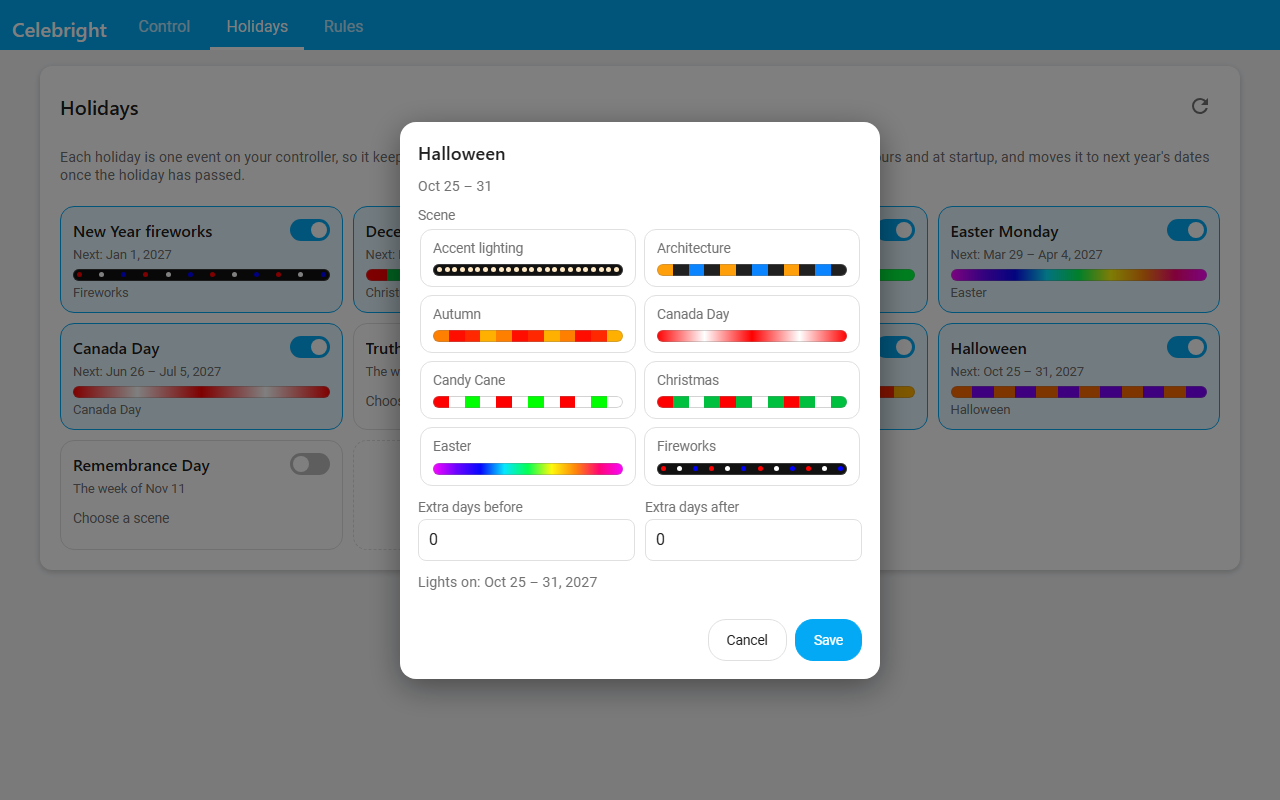 Celebright Control Holidays Rules
Holidays
Each holiday is one event on your controller, so it keep
ours and at startup, and moves it to next year's dates
once the holiday has passed.
New Year fireworks
Next: Jan 1, 2027
Fireworks
Dece
Next:
Christ
Easter Monday
Next: Mar 29 – Apr 4, 2027
Easter
Canada Day
Next: Jun 26 – Jul 5, 2027
Canada Day
Truth
The w
Choos
Halloween
Next: Oct 25 – 31, 2027
Halloween
Remembrance Day
The week of Nov 11
Choose a scene
Halloween
Oct 25 – 31
Scene
Accent lighting
Architecture
Autumn
Canada Day
Candy Cane
Christmas
Easter
Fireworks
Extra days before
Extra days after
0
0
Lights on: Oct 25 – 31, 2027
Cancel
Save